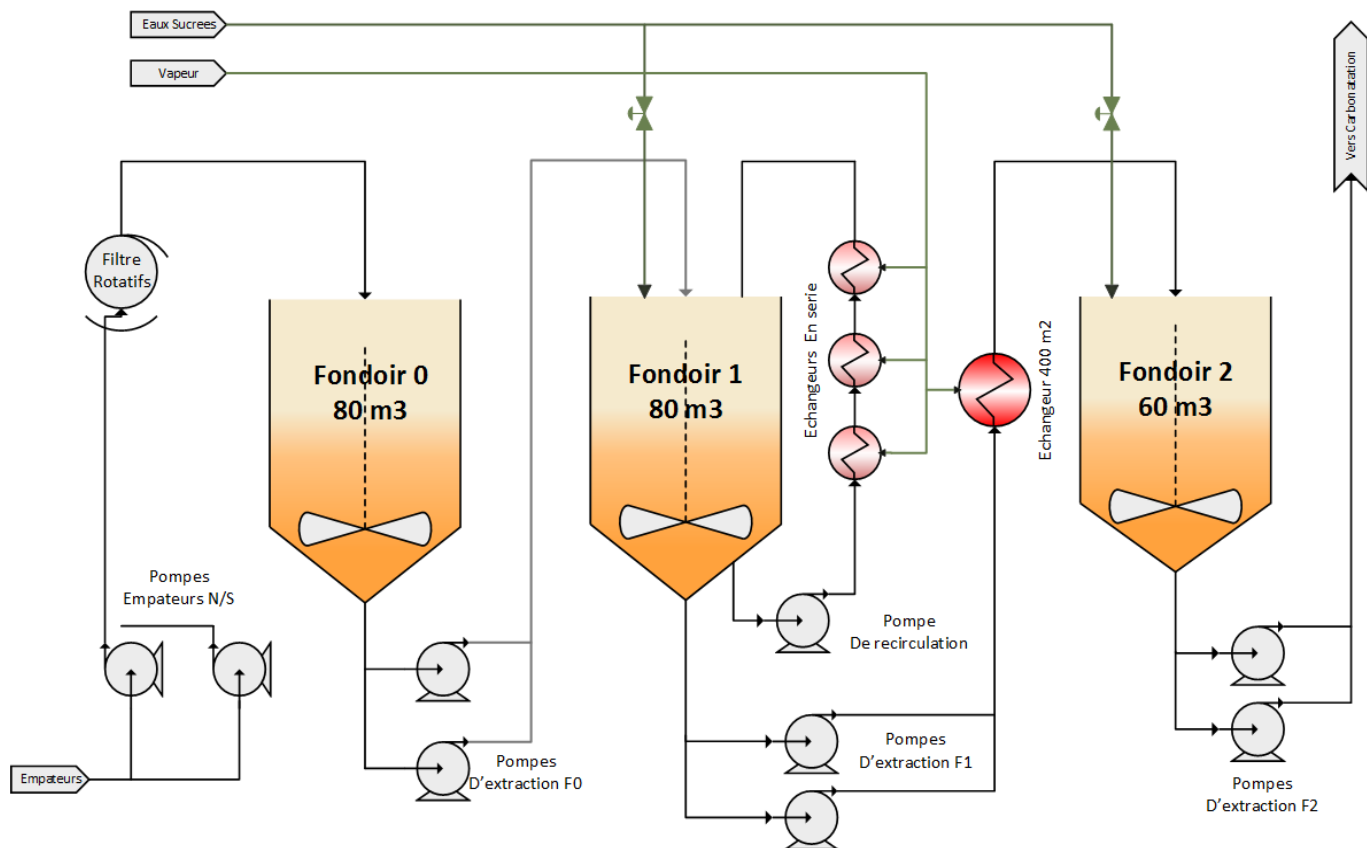 Eaux Sucrees
Vapeur
Vers Carbonatation
Filtre
Rotatifs
Fondoir 0
80 m3
Fondoir 1
80 m3
Echangeurs En serie
Echangeur 400 m2
Fondoir 2
60 m3
Pompes
Empateurs N/S
Pompe
De recirculation
Empateurs
Pompes
D'extraction F0
Pompes
D'extraction F1
Pompes
D'extraction F2